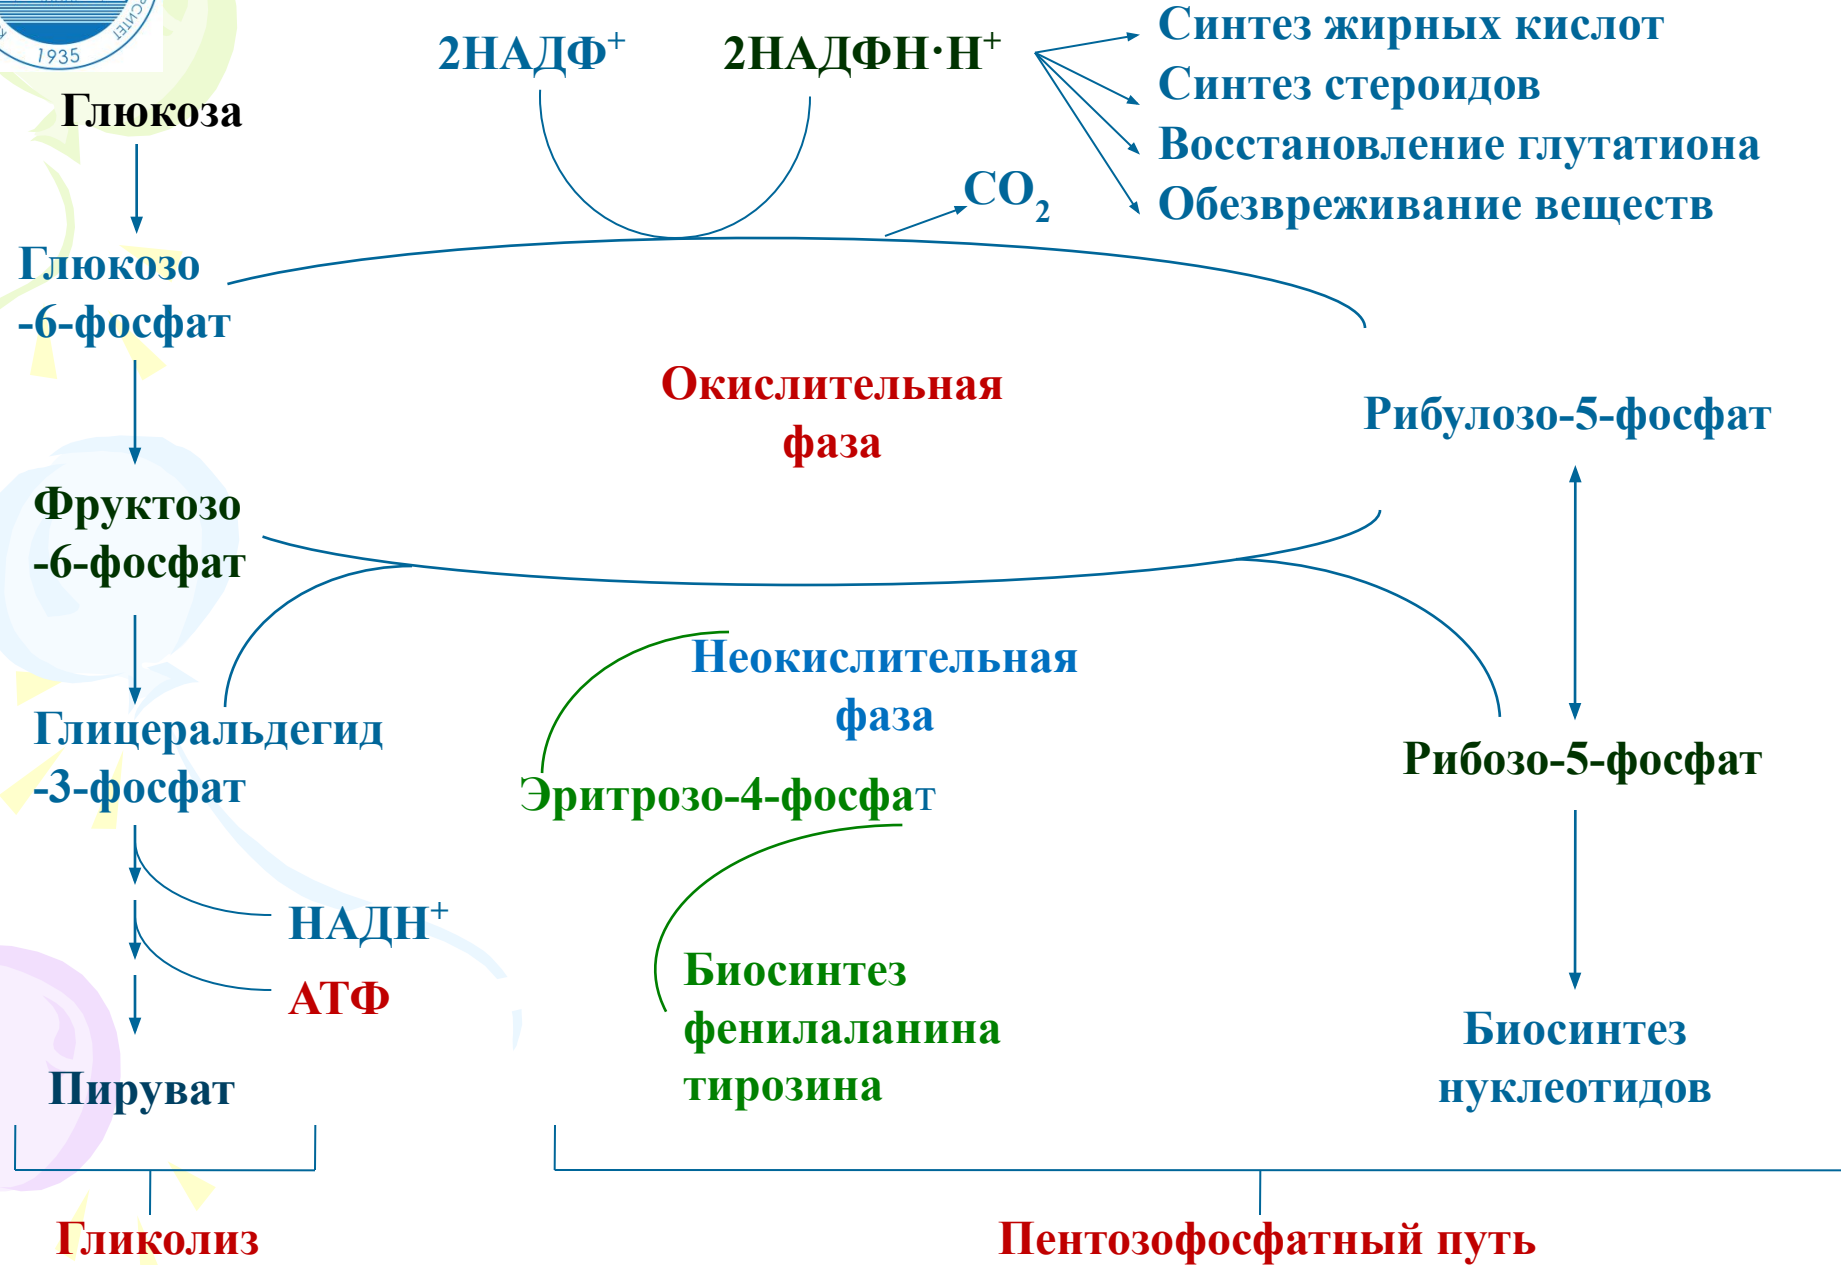 1935
2НАДФ⁺ 2НАДФН·Н⁺
Синтез жирных кислот
Синтез стероидов
Восстановление глутатиона
Обезвреживание веществ
Глюкоза
CO₂
Глюкозо
-6-фосфат
Окислительная
фаза
Рибулозо-5-фосфат
Фруктозо
-6-фосфат
Неокислительная
фаза
Глицеральдегид
-3-фосфат
Эритрозо-4-фосфат
Рибозо-5-фосфат
НАДН⁺
АТФ
Биосинтез
фенилаланина
тирозина
Биосинтез
нуклеотидов
Пируват
Гликолиз
Пентозофосфатный путь